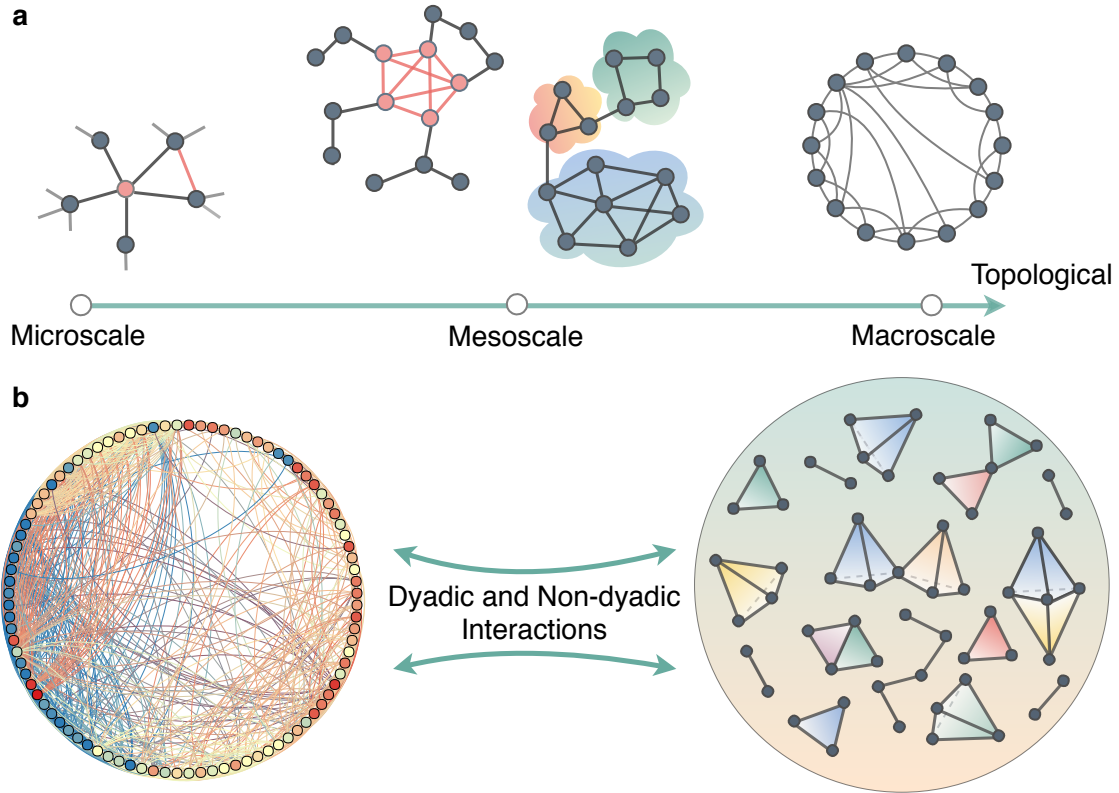 a
Topological
Microscale
Mesoscale
Macroscale
b
Dyadic and Non-dyadic
Interactions